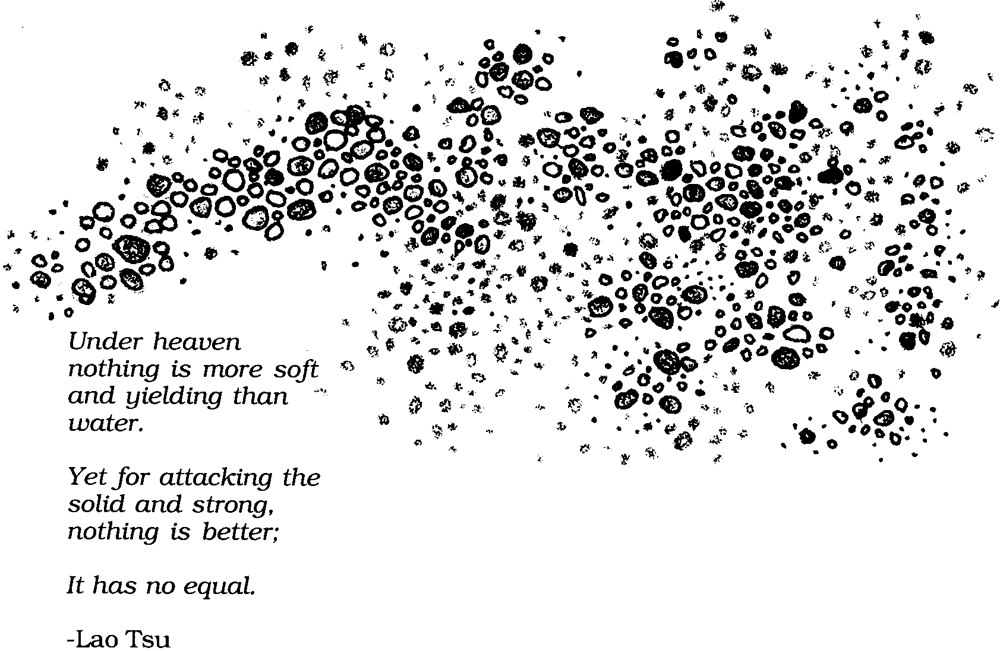 Under heaven
nothing is more soft
and yielding than
water.
Yet for attacking the
solid and strong,
nothing is better;
It has no equal.
-Lao Tsu